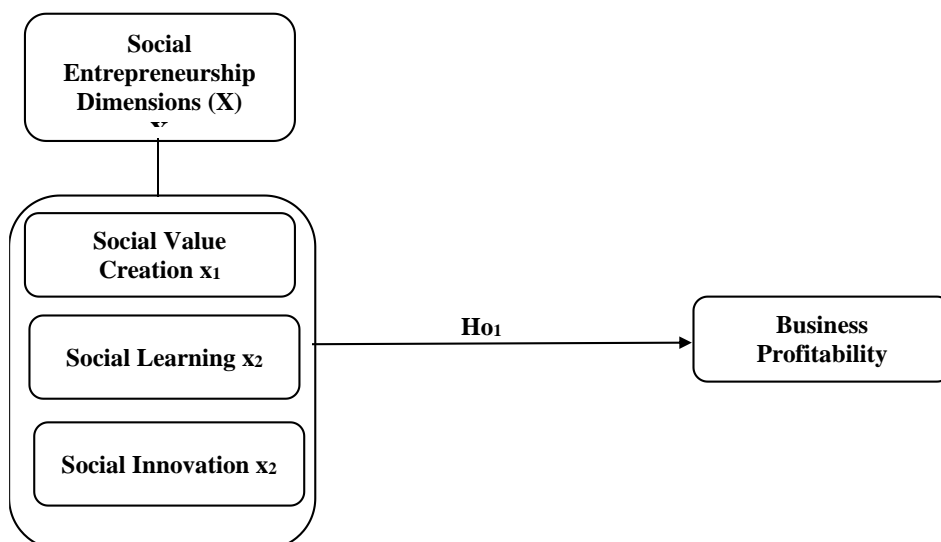 Social
Entrepreneurship
Dimensions (X)
Social Value
Creation x₁
Social Learning x₂
Social Innovation x₂
Ho₁
Business
Profitability